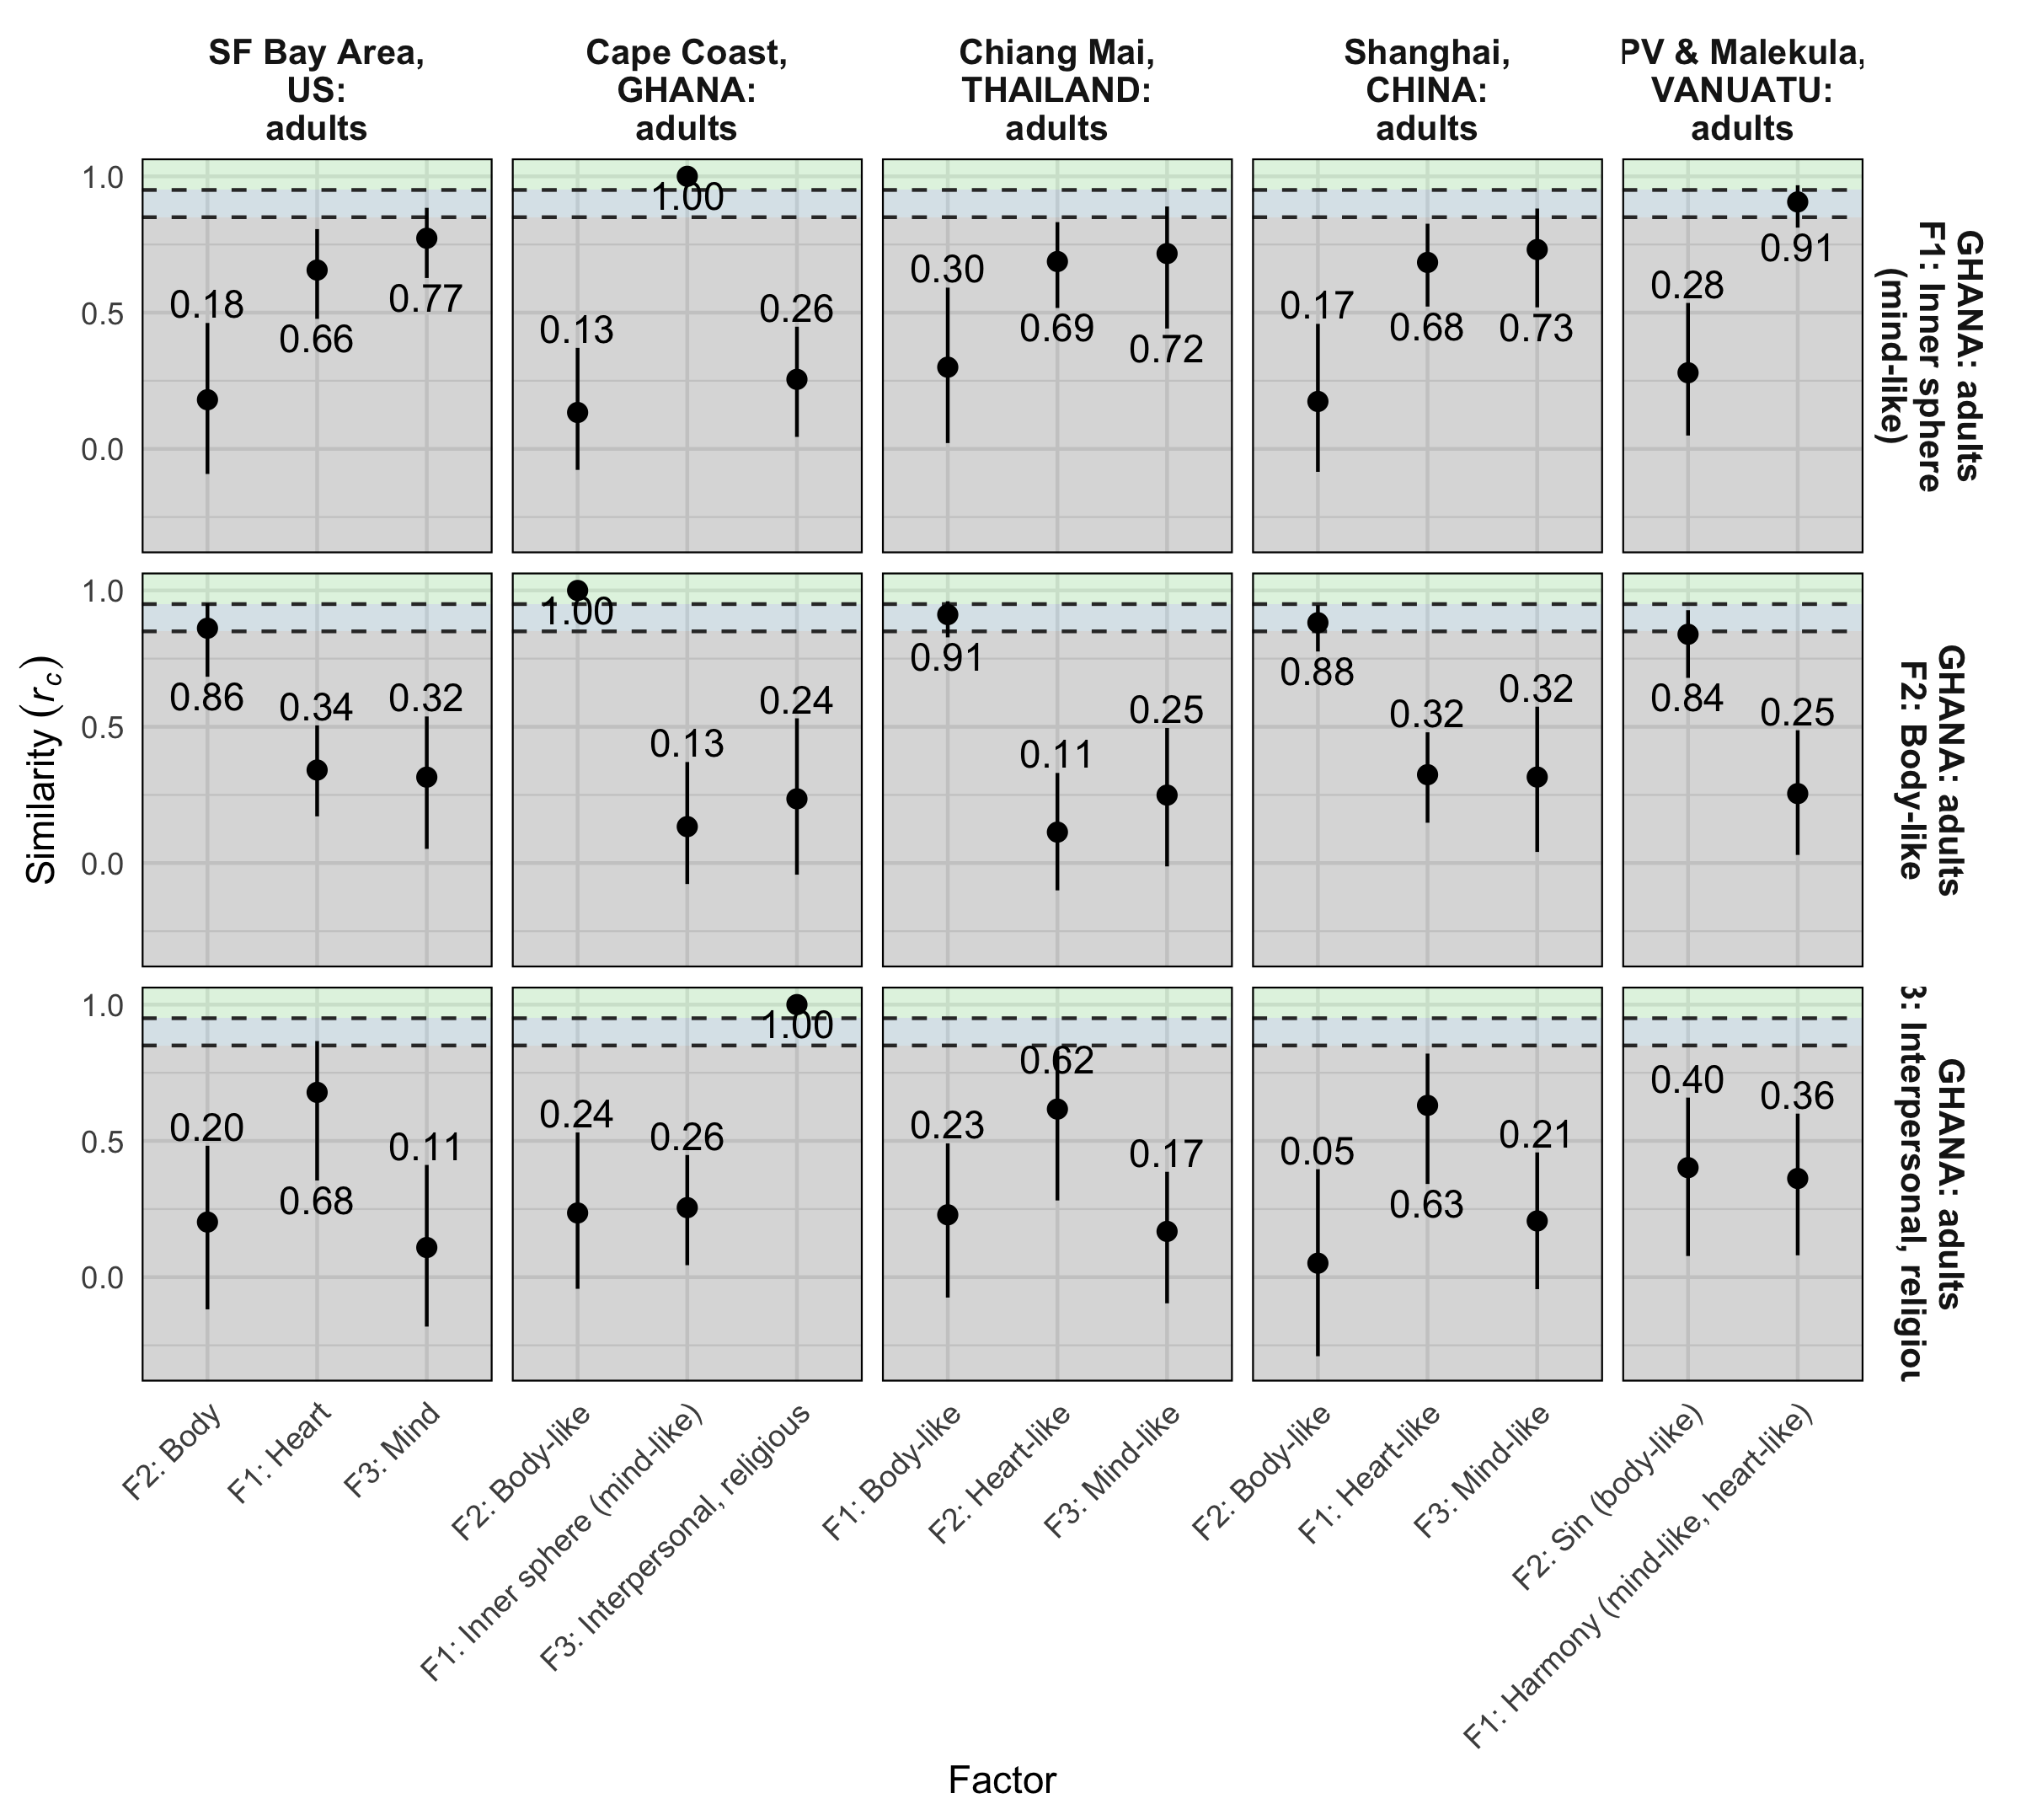 SF Bay Area,
US:
adults
Cape Coast,
GHANA:
adults
Chiang Mai,
THAILAND:
adults
Shanghai,
CHINA:
adults
PV & Malekula,
VANUATU:
adults
Similarity (rc)
1.0
0.5
0.0
0.18
0.66
0.77
0.13
1.00
0.26
0.30
0.69
0.72
0.17
0.68
0.73
0.28
0.91
GHANA: adults
F1: Inner sphere
(mind-like)
1.0
0.5
0.0
0.86
0.34
0.32
1.00
0.13
0.24
0.91
0.11
0.25
0.88
0.32
0.32
0.84
0.25
GHANA: adults
F2: Body-like
1.0
0.5
0.0
0.20
0.68
0.11
0.24
0.26
1.00
0.23
0.62
0.17
0.05
0.63
0.21
0.40
0.36
GHANA: adults
3: Interpersonal, religiou
F2: Body
F1: Heart
F3: Mind
F2: Body-like
F1: Inner sphere (mind-like)
F3: Interpersonal, religious
F1: Body-like
F2: Heart-like
F3: Mind-like
F2: Body-like
F1: Heart-like
F3: Mind-like
F2: Sin (body-like)
F1: Harmony (mind-like, heart-like)
Factor